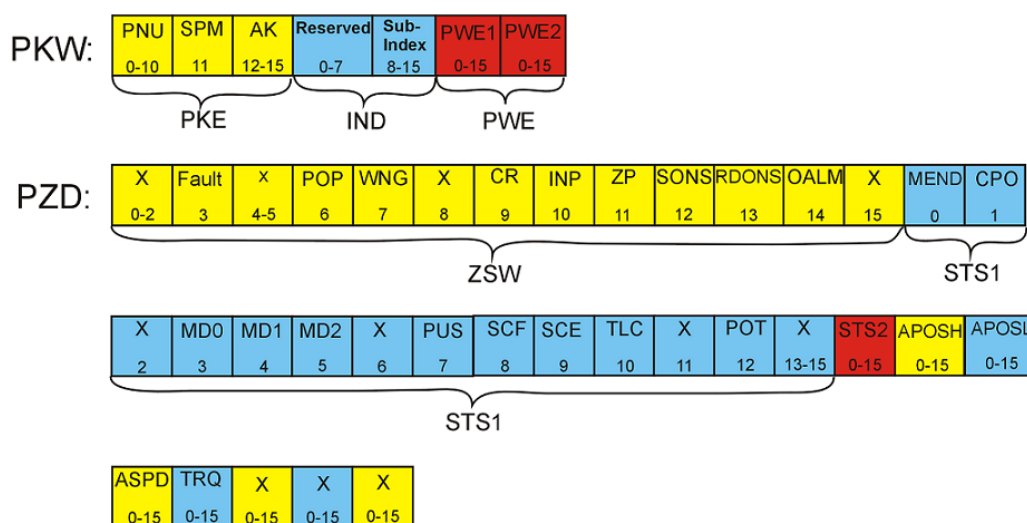 PKW:
PNU SPM AK Reserved Sub-Index PWE1 PWE2
0-10 11 12-15 0-7 8-15 0-15 0-15
PKE IND PWE
PZD:
X Fault x POP WNG X CR INP ZP SONS RDONS OALM X MEND CPO
0-2 3 4-5 6 7 8 9 10 11 12 13 14 15 0 1
ZSW STS1
X MD0 MD1 MD2 X PUS SCF SCE TLC X POT X STS2 APOSH APOSL
2 3 4 5 6 7 8 9 10 11 12 13-15 0-15 0-15 0-15
STS1
ASPD TRQ X X X
0-15 0-15 0-15 0-15 0-15